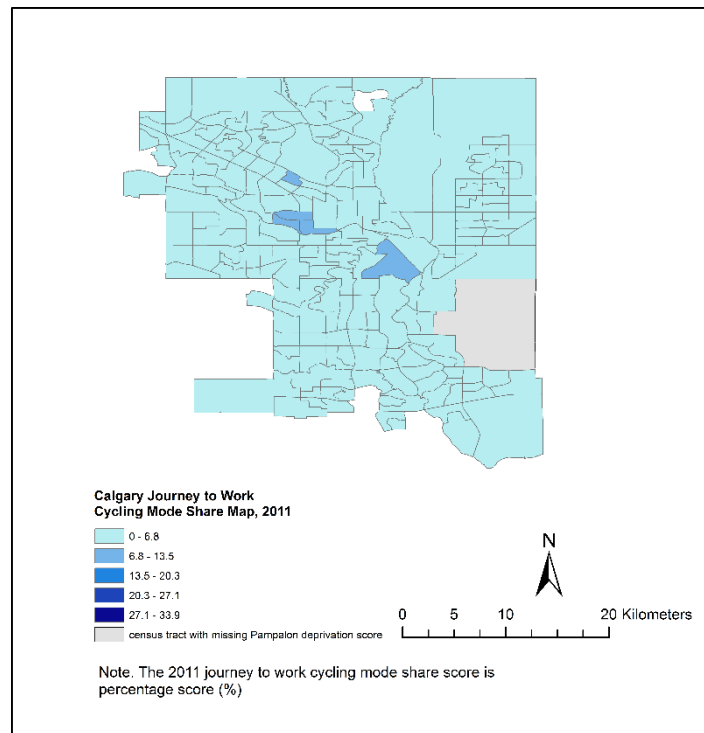 Calgary Journey to Work
Cycling Mode Share Map, 2011
0 - 6.8
6.8 - 13.5
13.5 - 20.3
20.3 - 27.1
27.1 - 33.9
census tract with missing Pampalon deprivation score
N
0 5 10 20 Kilometers
Note. The 2011 journey to work cycling mode share score is
percentage score (%)